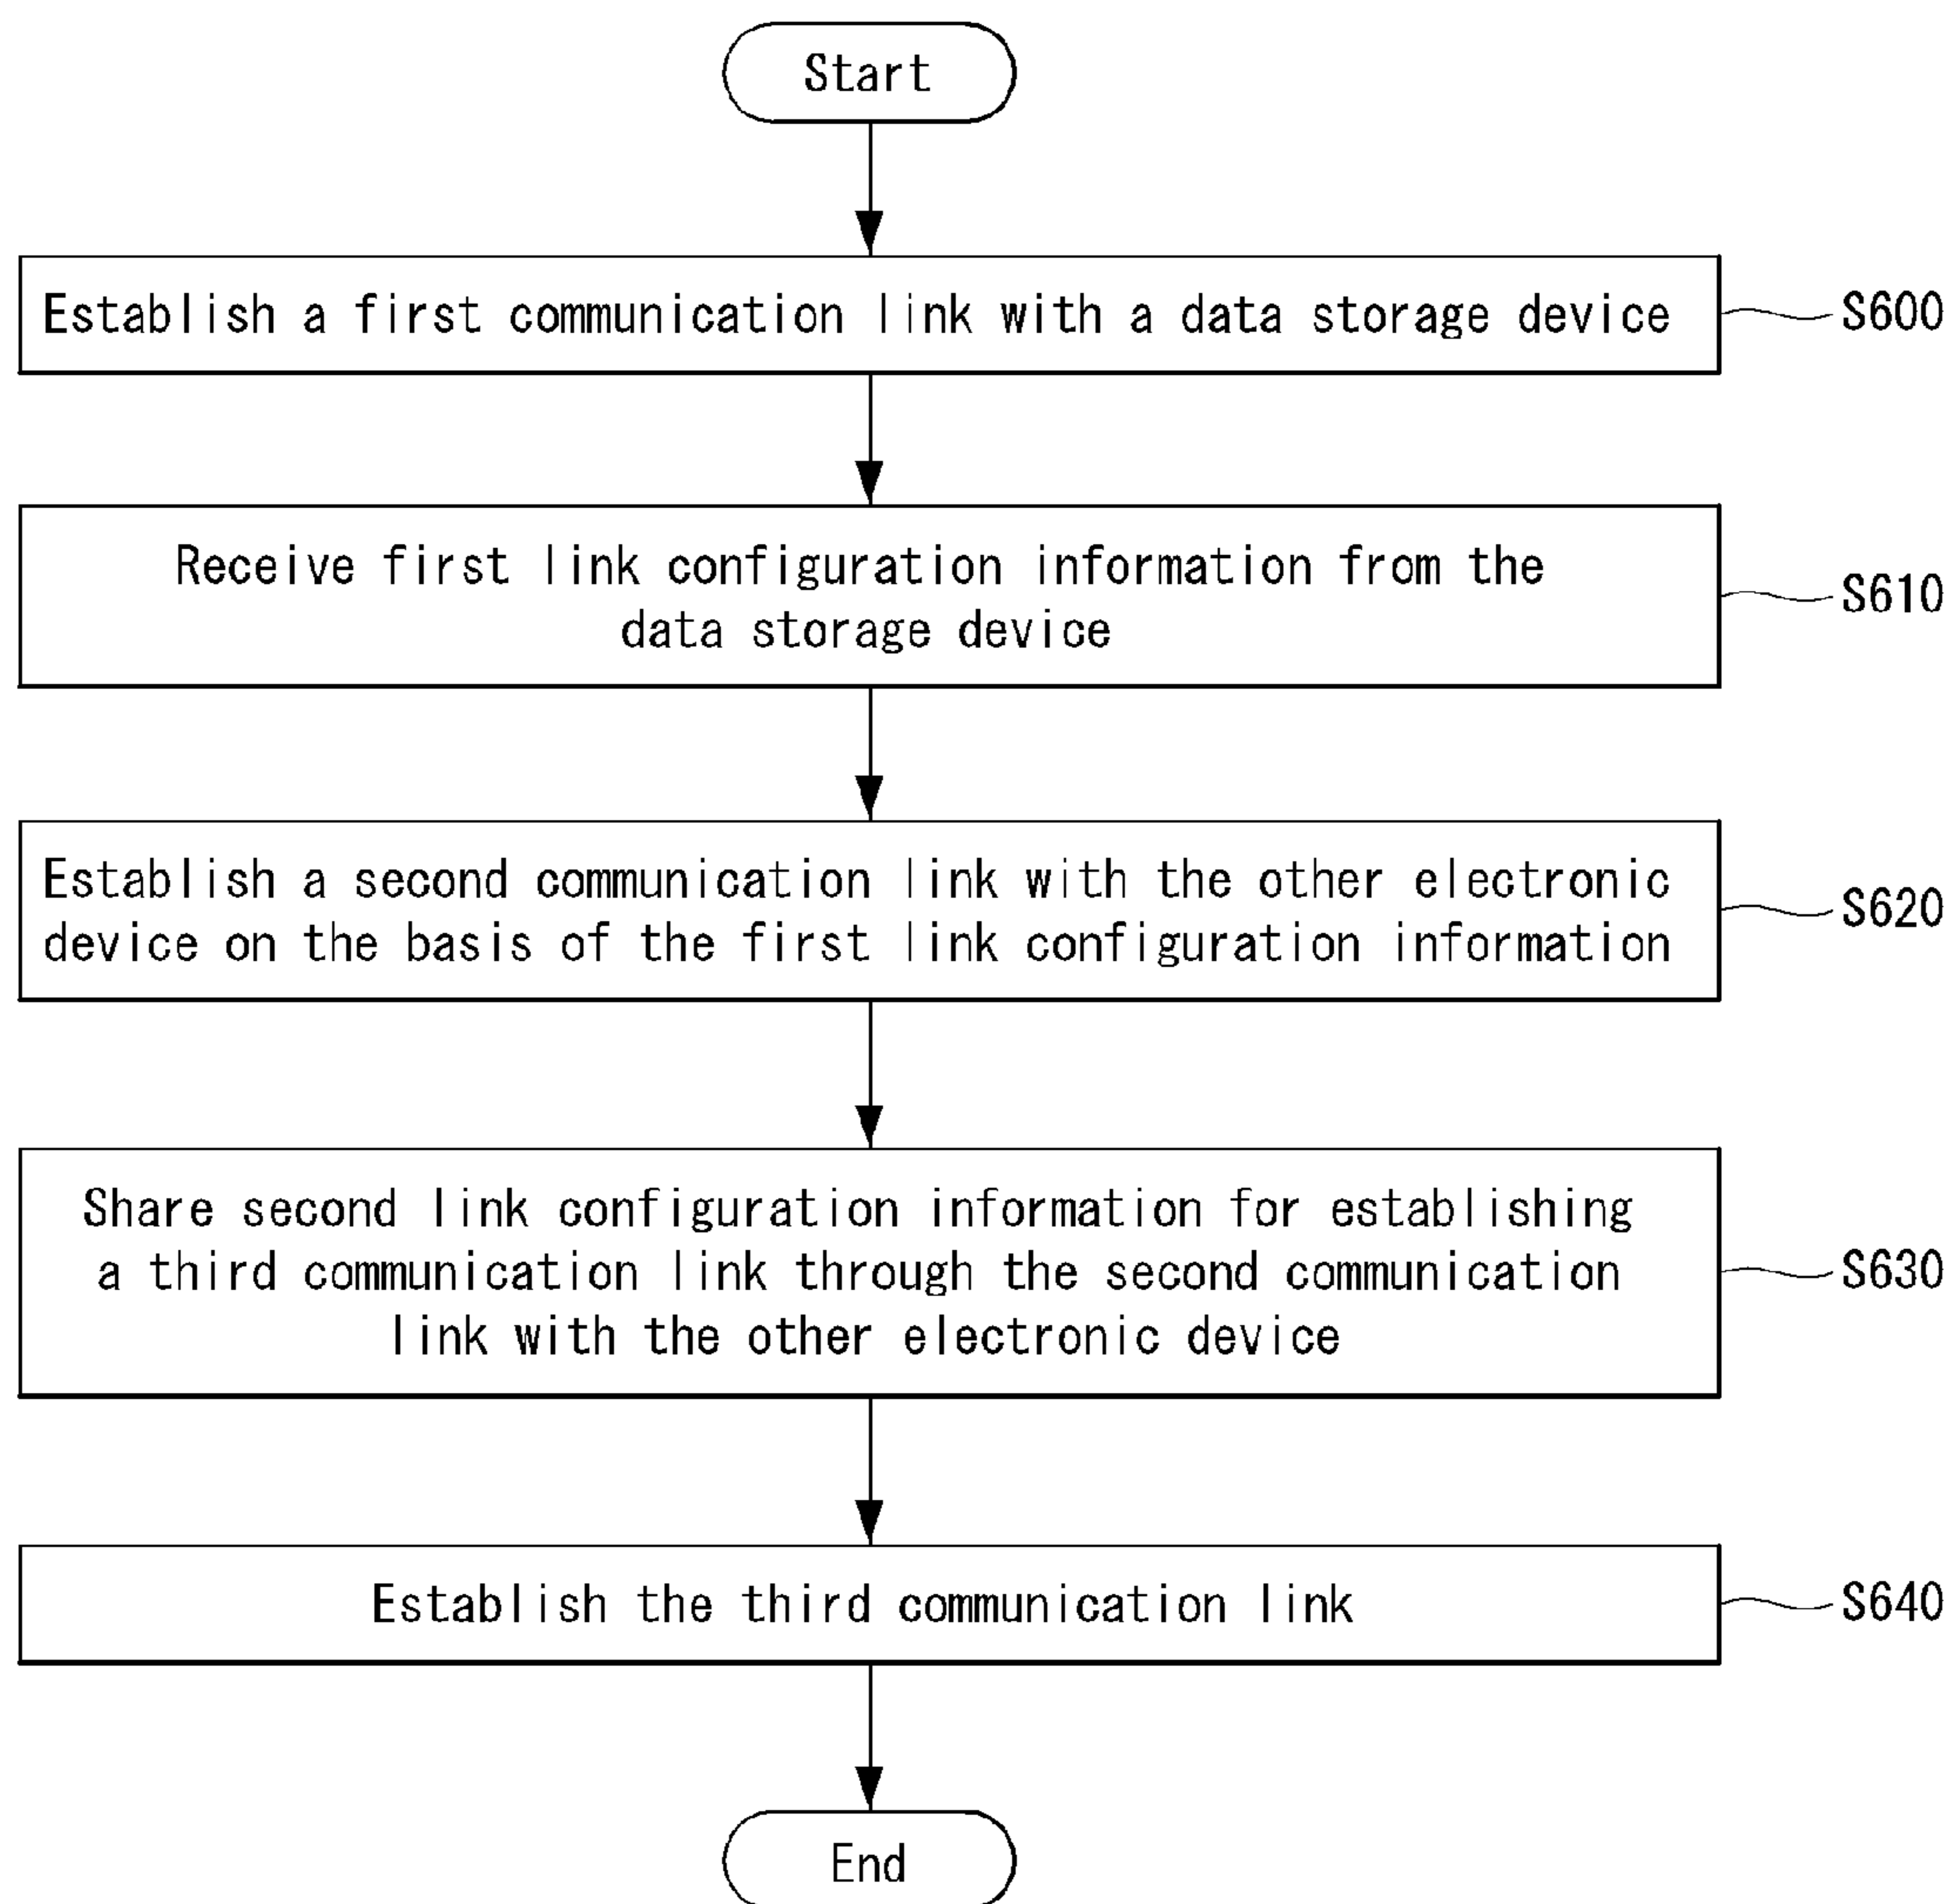 Start
Establish a first communication link with a data storage device
S600
Receive first link configuration information from the
data storage device
S610
Establish a second communication link with the other electronic
device on the basis of the first link configuration information
S620
Share second link configuration information for establishing
a third communication link through the second communication
link with the other electronic device
S630
Establish the third communication link
S640
End